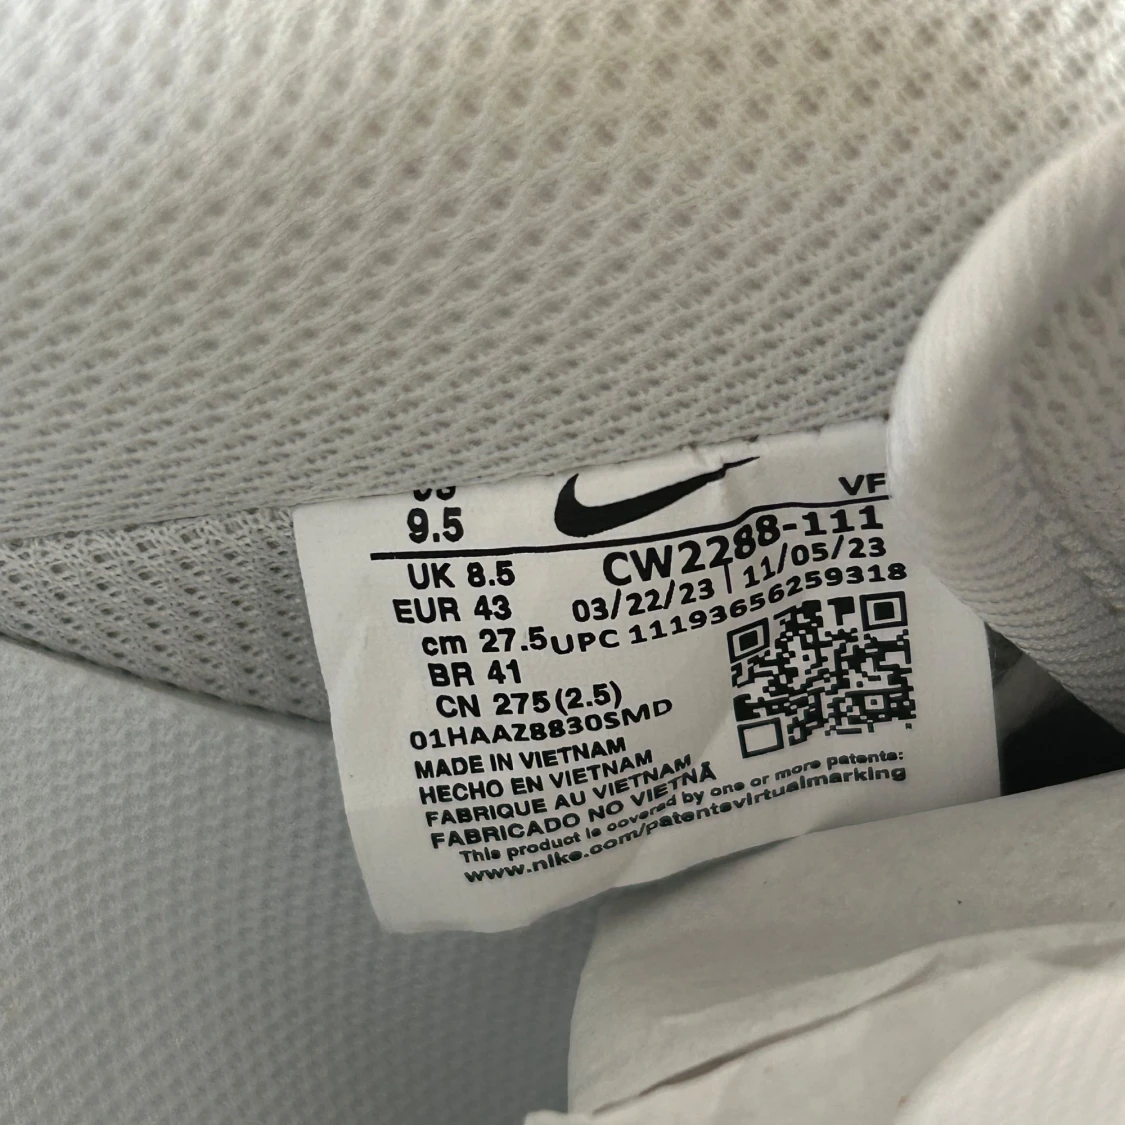 US
9.5
VF
UK 8.5
CW2288-111
EUR 43
03/22/23 | 11/05/23
cm 27.5
UPC 11193656259318
BR 41
CN 275(2.5)
01HAAZ8830SMD
MADE IN VIETNAM
HECHO EN VIETNAM
FABRIQUE AU VIETNAM
FABRICADO NO VIETNÃ
This product is covered by one or more patents:
www.nike.com/patentsvirtualmarking